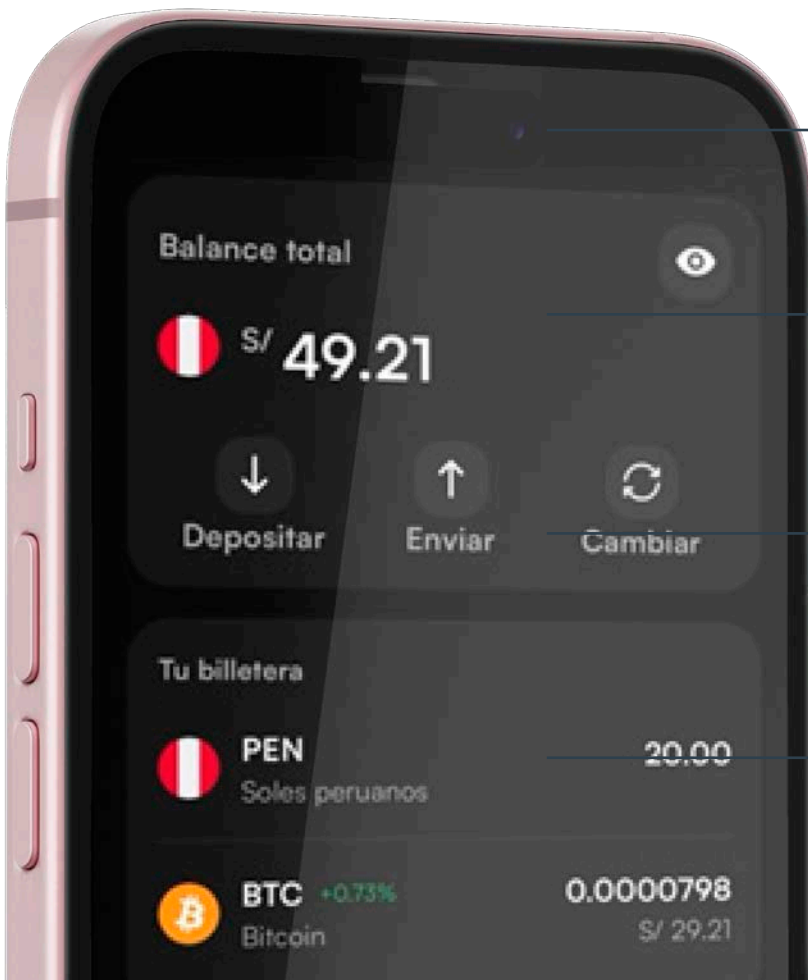 Balance total
S/ 49.21
Depositar Enviar Cambiar
Tu billetera
PEN 20.00
Soles peruanos
BTC +0.73% 0.0000798
Bitcoin S/ 29.21